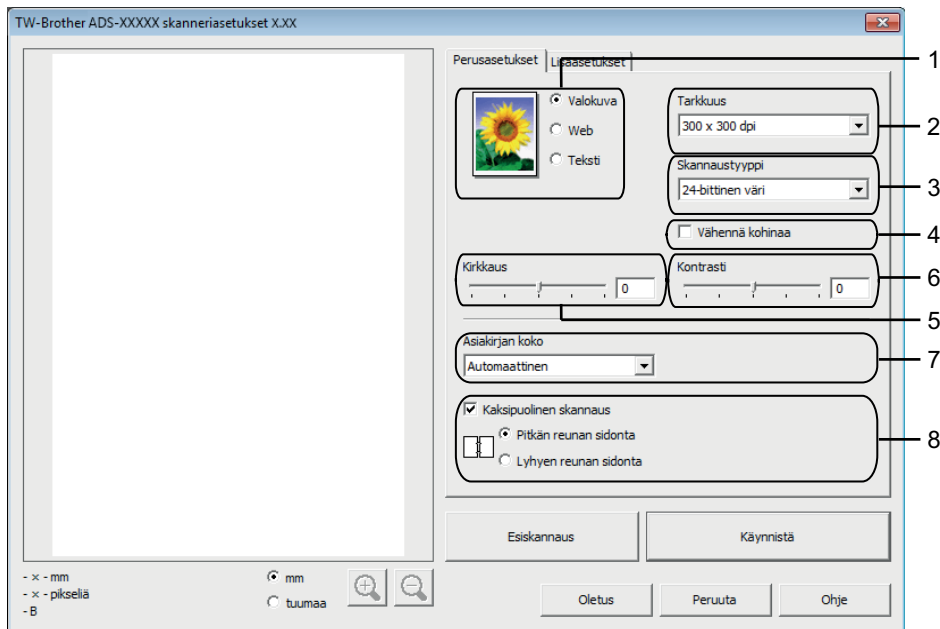 TW-Brother ADS-XXXXX skanneriasetukset X.XX
Perusasetukset
Lisäasetukset
1
Valokuva
Web
Teksti
Tarkkuus
300 x 300 dpi
2
Skannaustyyppi
24-bittinen väri
3
Vähennä kohinaa
4
Kirkkaus
0
Kontrasti
0
6
5
Asiakirjan koko
Automaattinen
7
Kaksipuolinen skannaus
Pitkän reunan sidonta
Lyhyen reunan sidonta
8
Esiskannaus
Käynnistä
- x - mm
- x - pikseliä
- B
mm
tuumaa
Oletus
Peruuta
Ohje